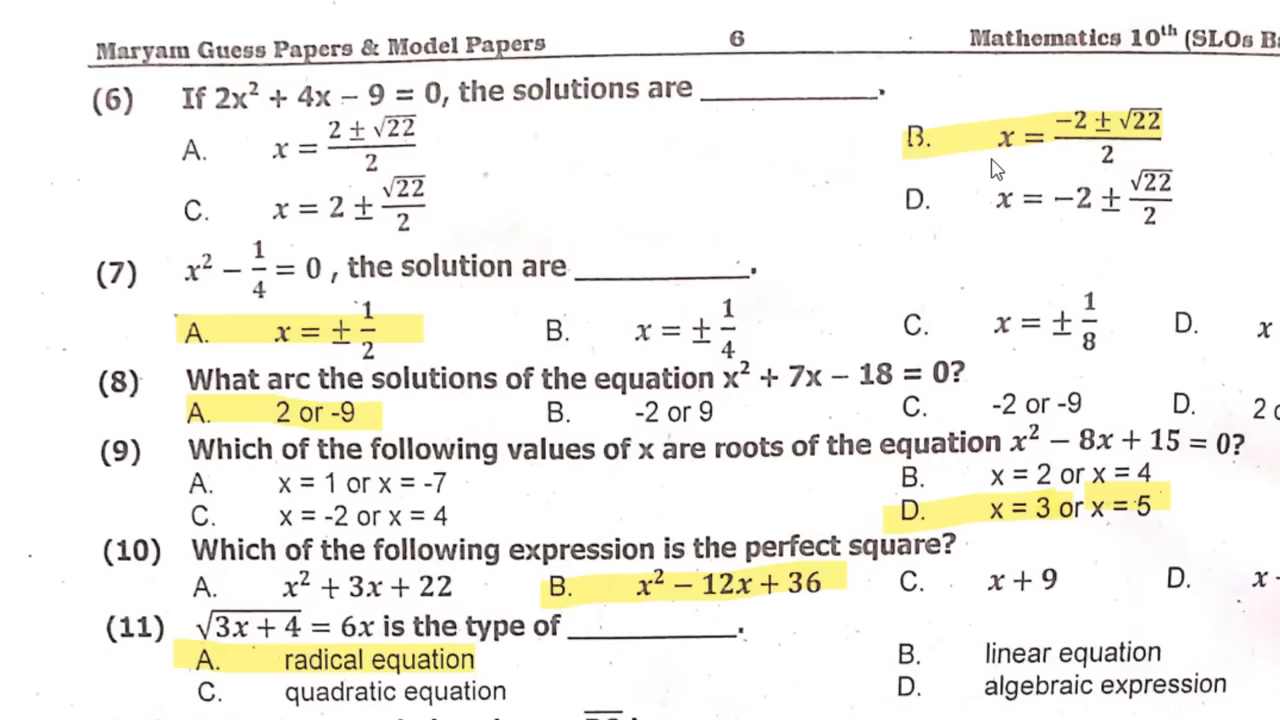 Maryam Guess Papers & Model Papers 6 Mathematics 10th (SLOs
(6) If 2x² + 4x – 9 = 0, the solutions are ________.
A. x = (2 ± √22)/2 B. x = (−2 ± √22)/2
C. x = 2 ± √22/2 D. x = −2 ± √22/2
(7) x² − 1/4 = 0 , the solution are ________.
A. x = ± 1/2 B. x = ± 1/4 C. x = ± 1/8 D. x
(8) What arc the solutions of the equation x² + 7x – 18 = 0?
A. 2 or -9 B. -2 or 9 C. -2 or -9 D. 2
(9) Which of the following values of x are roots of the equation x² − 8x + 15 = 0?
A. x = 1 or x = -7 B. x = 2 or x = 4
C. x = -2 or x = 4 D. x = 3 or x = 5
(10) Which of the following expression is the perfect square?
A. x² + 3x + 22 B. x² − 12x + 36 C. x + 9 D. x
(11) √(3x + 4) = 6x is the type of ________.
A. radical equation B. linear equation
C. quadratic equation D. algebraic expression